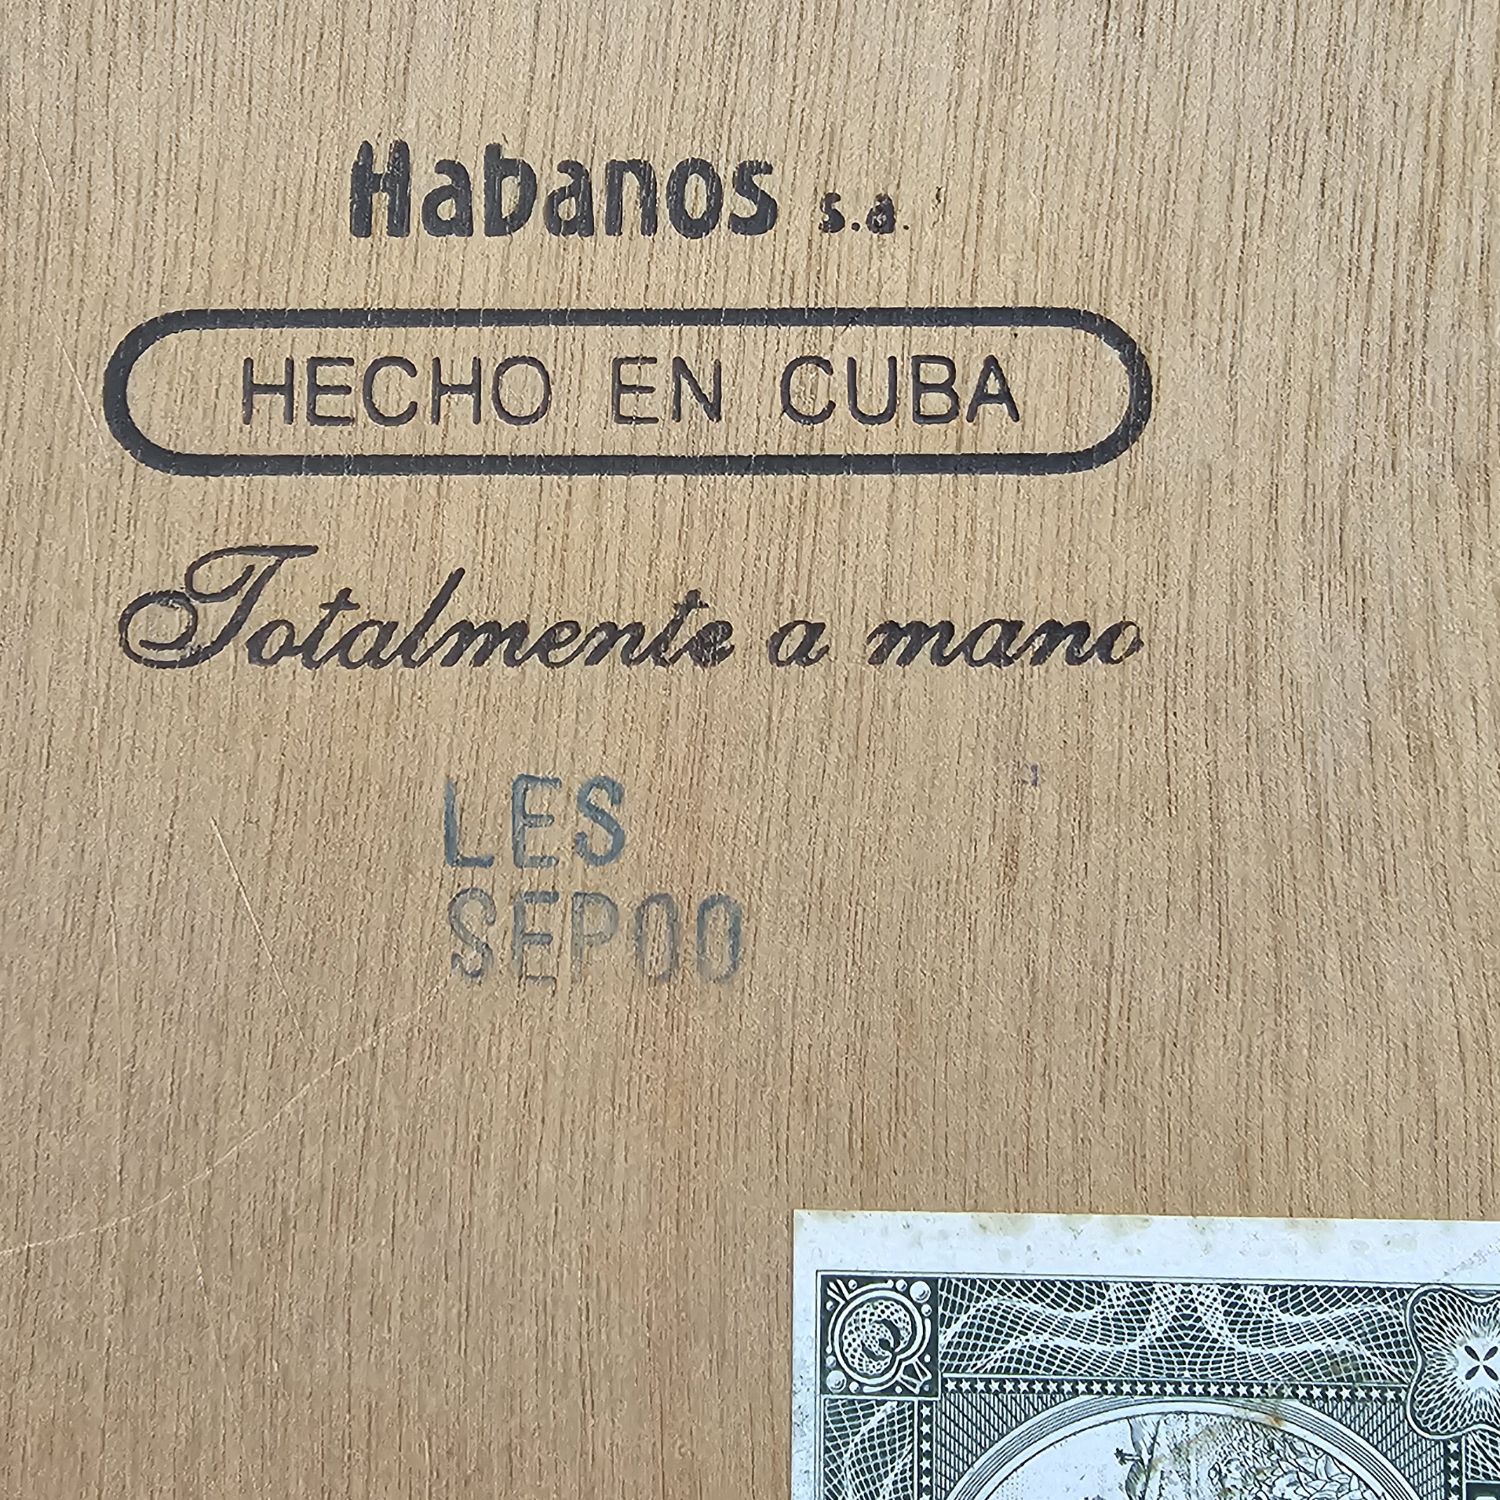 Habanos s.a.
HECHO EN CUBA
Totalmente a mano
LES
SEP00